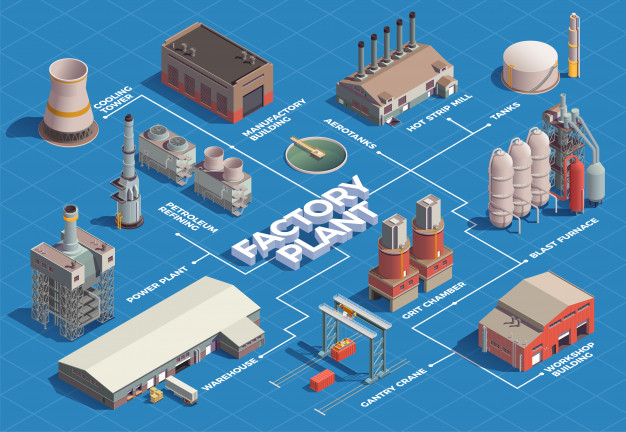 COOLING
TOWER
MANUFACTORY
BUILDING
AEROTANKS
HOT STRIP MILL
TANKS
PETROLEUM
REFINING
FACTORY
PLANT
BLAST FURNACE
POWER PLANT
GRIT CHAMBER
WAREHOUSE
GANTRY CRANE
WORKSHOP
BUILDING